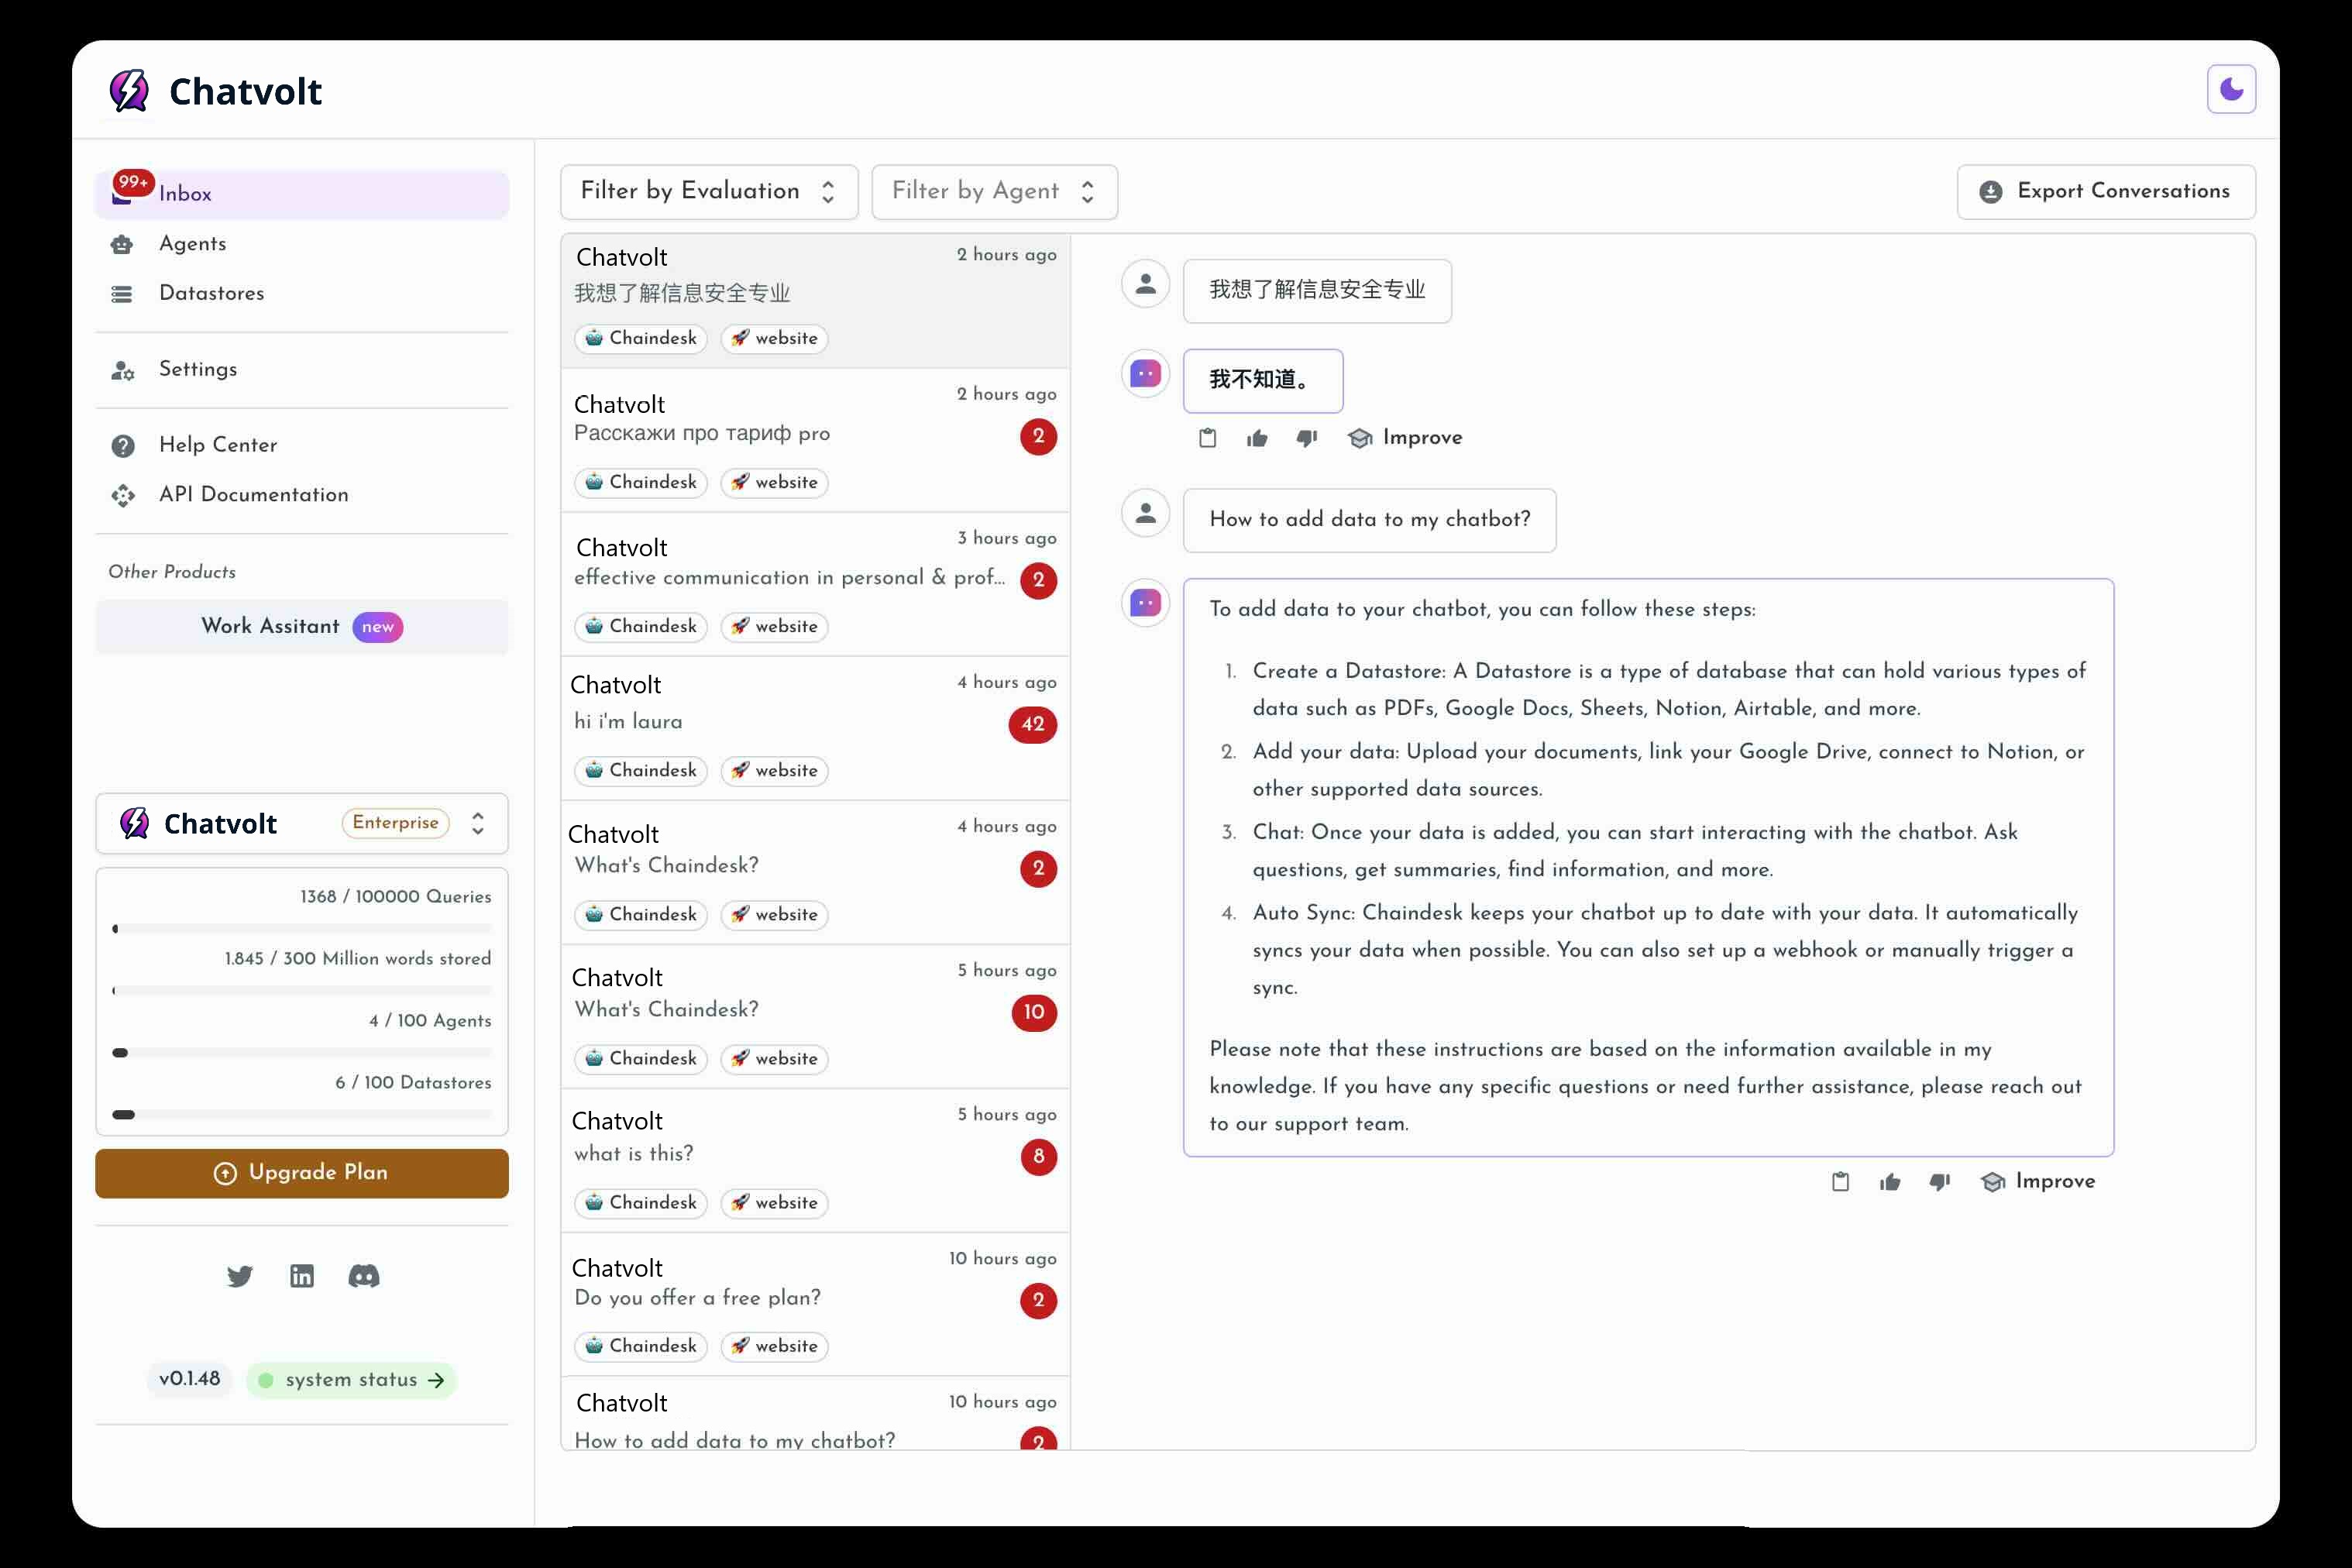 Chatvolt
99+
Inbox
Agents
Datastores
Settings
Help Center
API Documentation
Other Products
Work Assitant new
Chatvolt Enterprise
1368 / 100000 Queries
1.845 / 300 Million words stored
4 / 100 Agents
6 / 100 Datastores
Upgrade Plan
in
v0.1.48 system status →
Filter by Evaluation Filter by Agent Export Conversations
Chatvolt 2 hours ago
我想了解信息安全专业
Chaindesk website
Chatvolt 2 hours ago
Расскажи про тариф pro 2
Chaindesk website
Chatvolt 3 hours ago
effective communication in personal & prof... 2
Chaindesk website
Chatvolt 4 hours ago
hi i'm laura 42
Chaindesk website
Chatvolt 4 hours ago
What's Chaindesk? 2
Chaindesk website
Chatvolt 5 hours ago
What's Chaindesk? 10
Chaindesk website
Chatvolt 5 hours ago
what is this? 8
Chaindesk website
Chatvolt 10 hours ago
Do you offer a free plan? 2
Chaindesk website
Chatvolt 10 hours ago
How to add data to my chatbot? 2
我想了解信息安全专业
我不知道。
Improve
How to add data to my chatbot?
To add data to your chatbot, you can follow these steps:
1. Create a Datastore: A Datastore is a type of database that can hold various types of
data such as PDFs, Google Docs, Sheets, Notion, Airtable, and more.
2. Add your data: Upload your documents, link your Google Drive, connect to Notion, or
other supported data sources.
3. Chat: Once your data is added, you can start interacting with the chatbot. Ask
questions, get summaries, find information, and more.
4. Auto Sync: Chaindesk keeps your chatbot up to date with your data. It automatically
syncs your data when possible. You can also set up a webhook or manually trigger a
sync.
Please note that these instructions are based on the information available in my
knowledge. If you have any specific questions or need further assistance, please reach out
to our support team.
Improve